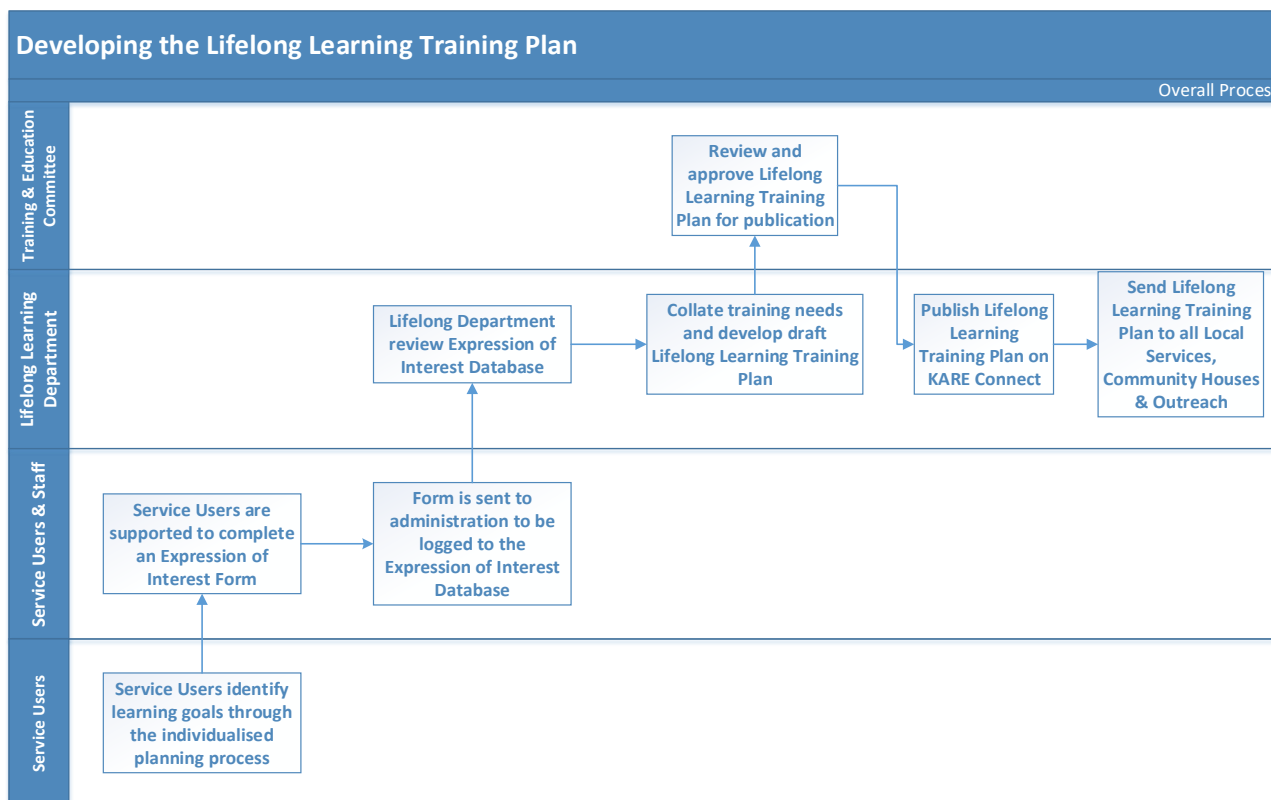 Developing the Lifelong Learning Training Plan
Overall Proces
Training & Education
Committee
Review and
approve Lifelong
Learning Training
Plan for publication
Lifelong Learning
Department
Lifelong Department
review Expression of
Interest Database
Collate training needs
and develop draft
Lifelong Learning Training
Plan
Publish Lifelong
Learning
Training Plan on
KARE Connect
Send Lifelong
Learning Training
Plan to all Local
Services,
Community Houses
& Outreach
Service Users & Staff
Service Users are
supported to complete
an Expression of
Interest Form
Form is sent to
administration to be
logged to the
Expression of Interest
Database
Service Users
Service Users identify
learning goals through
the individualised
planning process